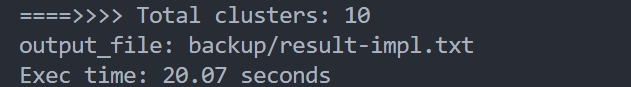 ====>>>> Total clusters: 10
output_file: backup/result-impl.txt
Exec time: 20.07 seconds